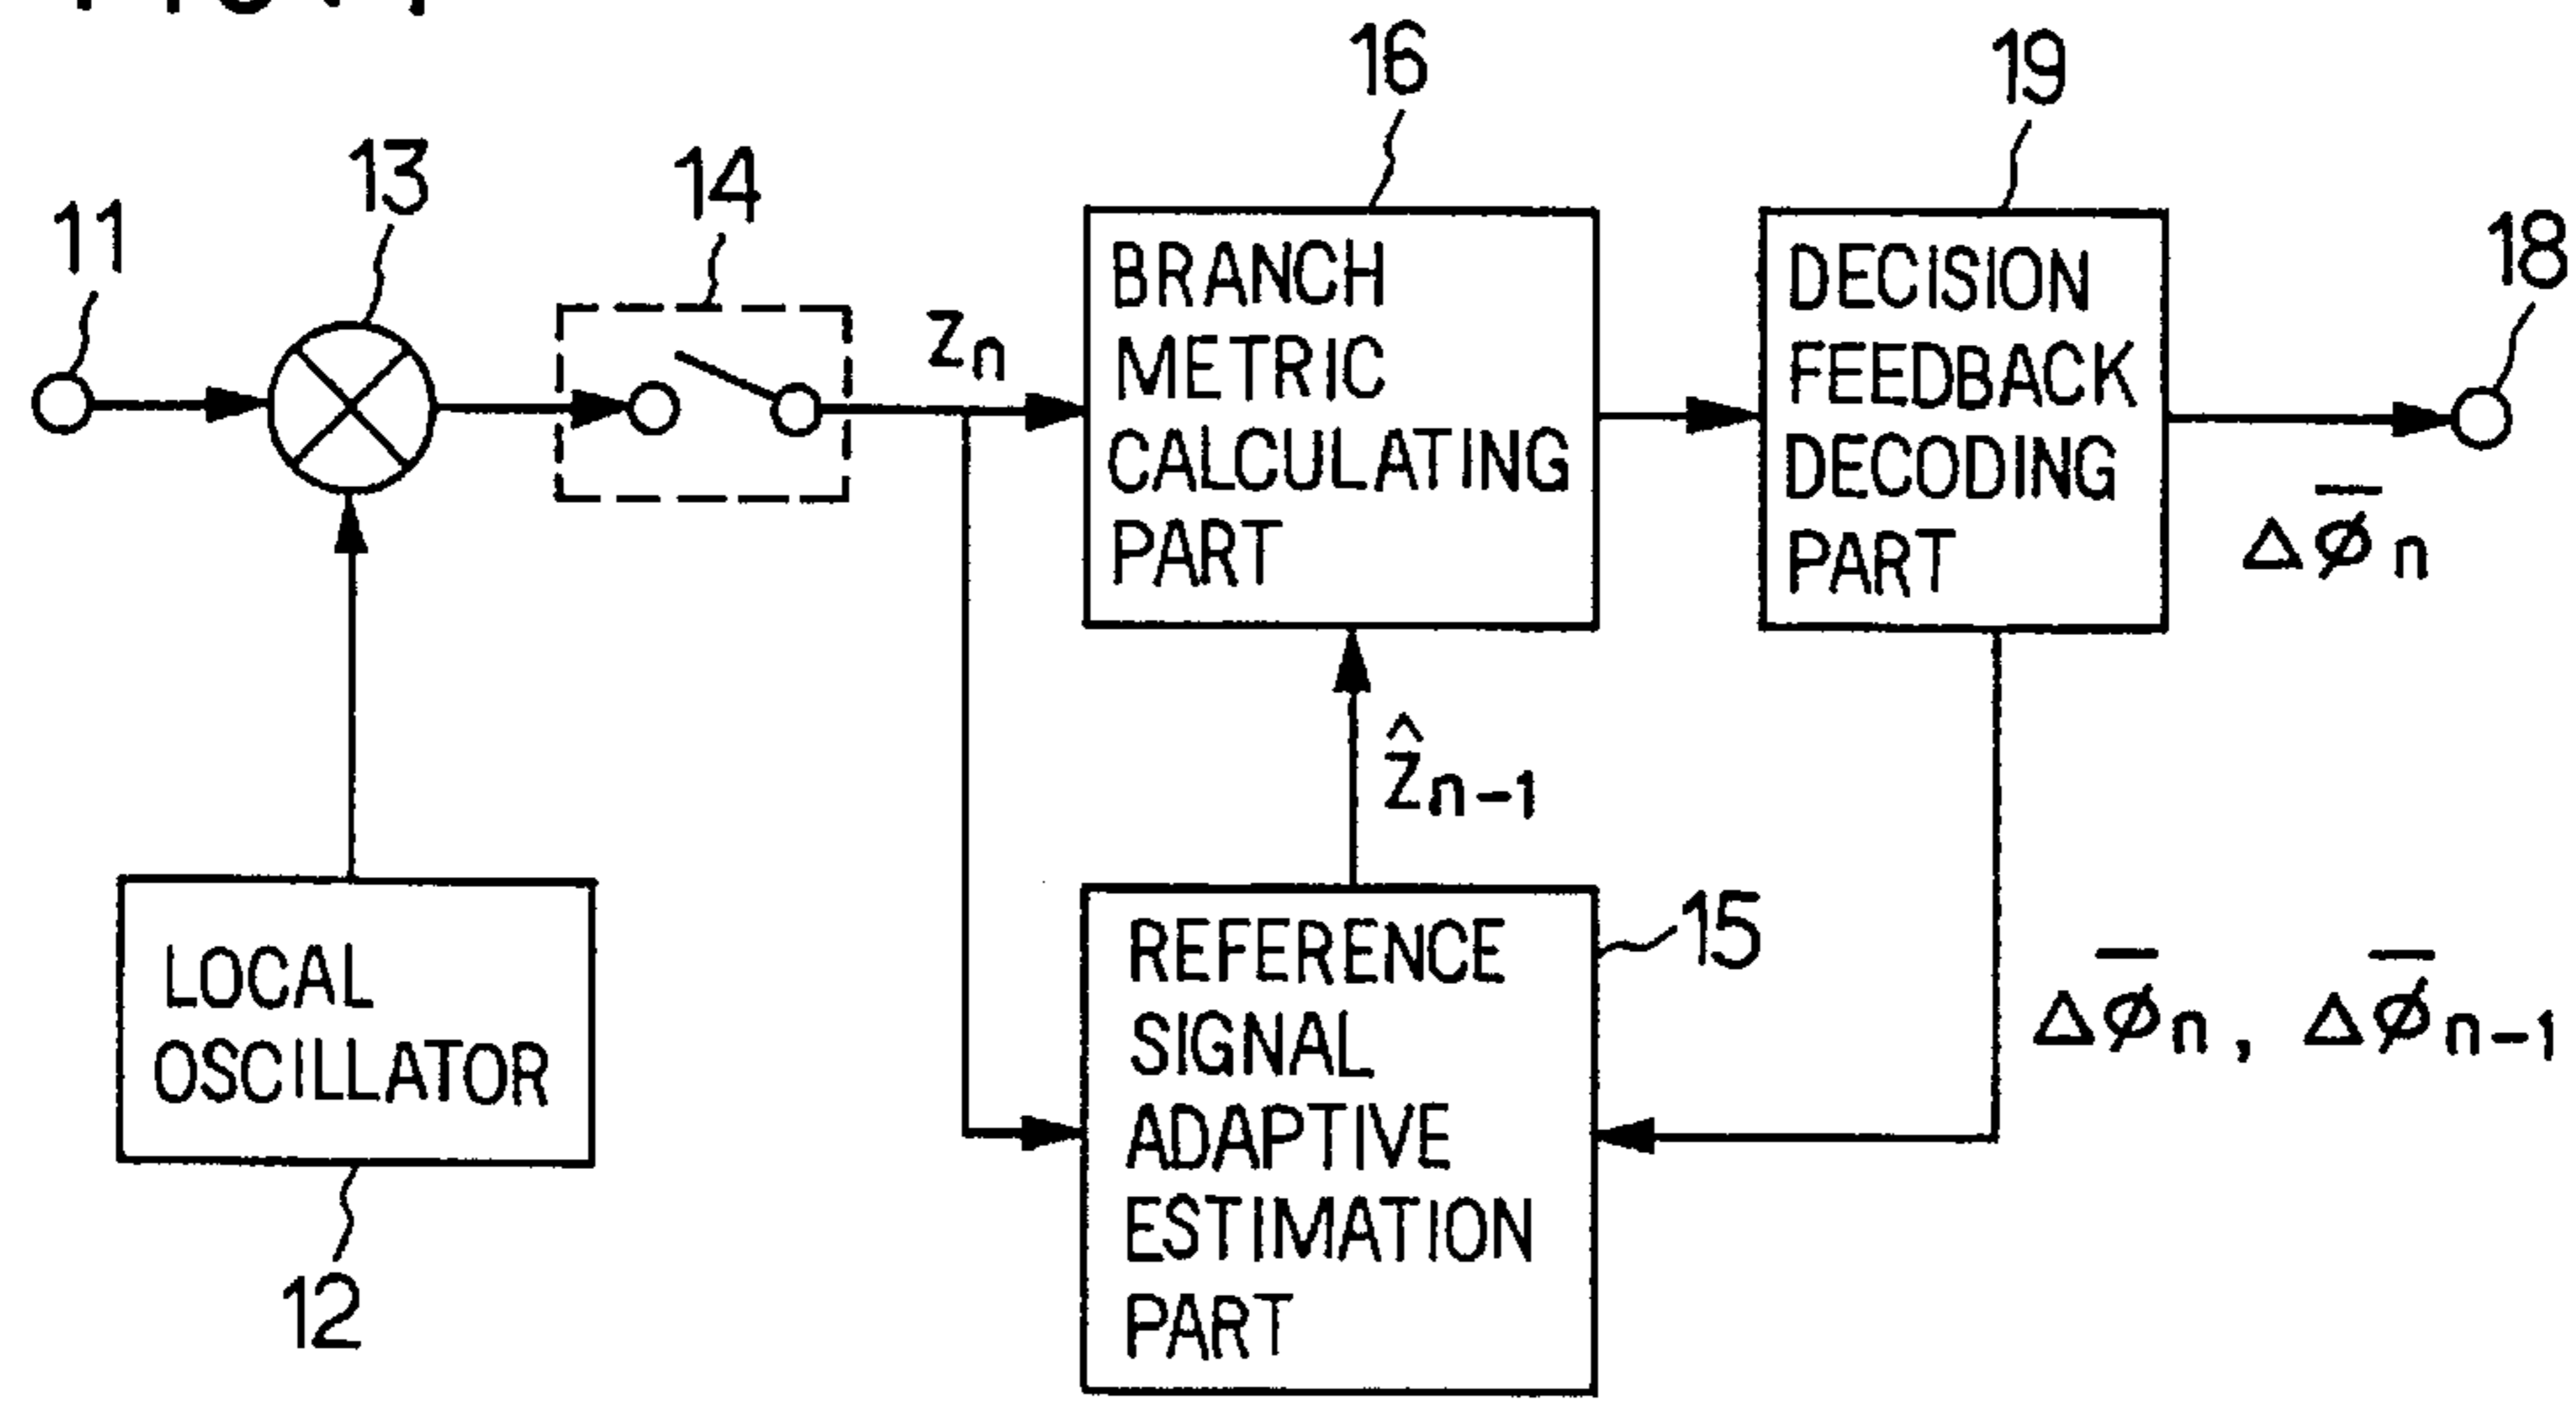 16
19
13
14
11
18
BRANCH
METRIC
CALCULATING
PART
DECISION
FEEDBACK
DECODING
PART
zn
Δφ̅n
ẑn-1
LOCAL
OSCILLATOR
REFERENCE
SIGNAL
ADAPTIVE
ESTIMATION
PART
15
Δφ̅n, Δφ̅n-1
12